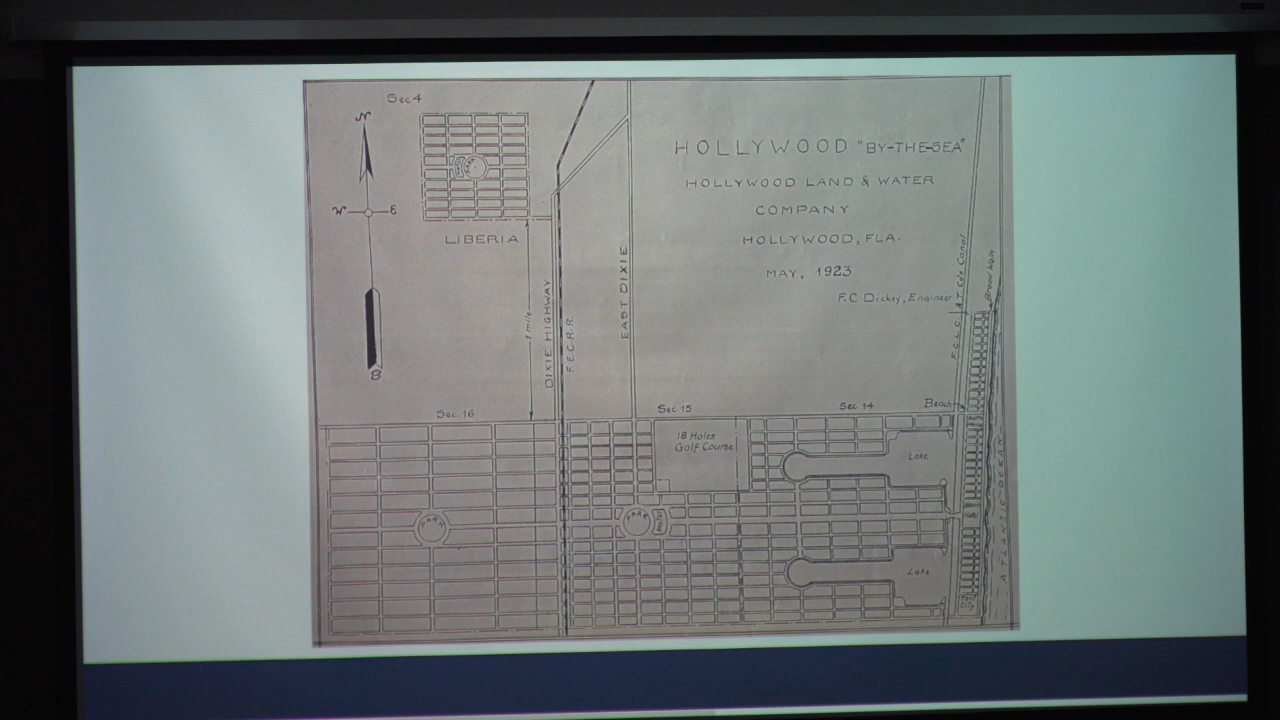 Sec 4
N
W
E
PARK
LIBERIA
S
HOLLYWOOD "BY-THE-SEA"
HOLLYWOOD LAND & WATER
COMPANY
HOLLYWOOD, FLA.
MAY, 1923
F.C Dickey, Engineer
1 mile
DIXIE HIGHWAY
F.E.C.R.R.
EAST DIXIE
Sec. 16
Sec 15
Sec 14
Beach
18 Holes
Golf Course
Lake
PARK
PARK
HOTEL
Lake
ATLANTIC OCEAN